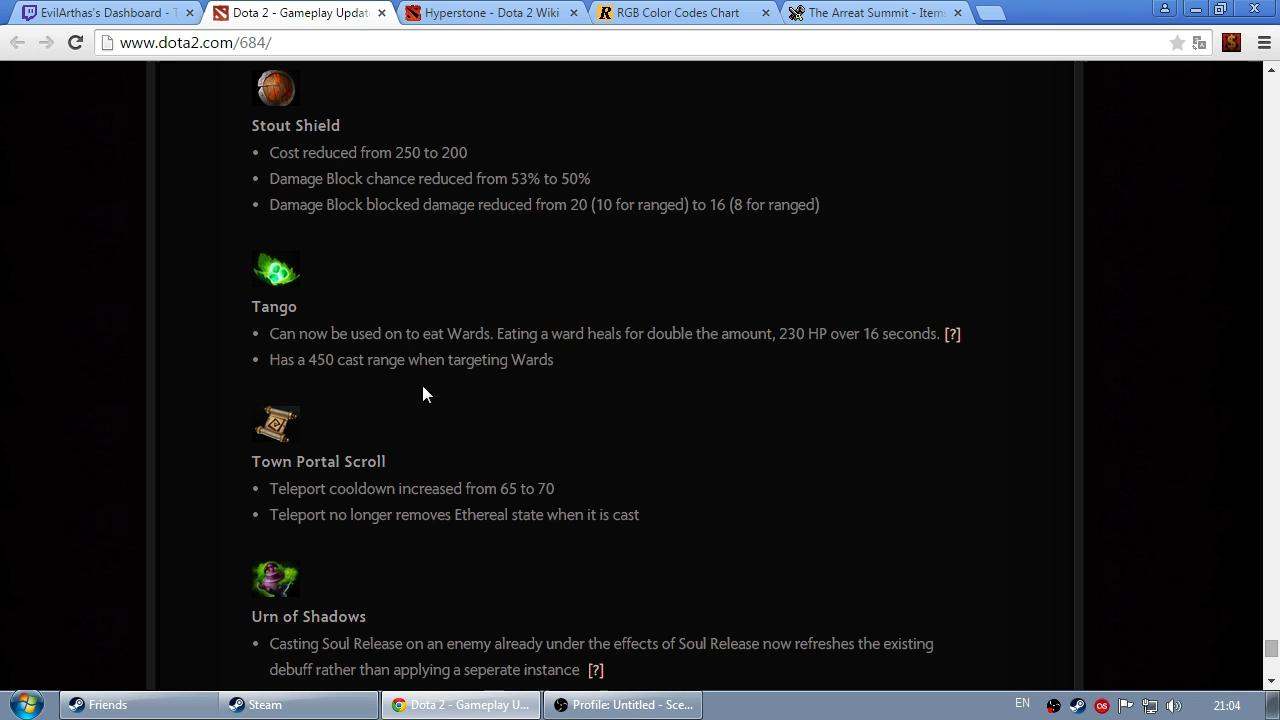 EvilArthas's Dashboard - T
Dota 2 - Gameplay Updat
Hyperstone - Dota 2 Wiki
RGB Color Codes Chart
The Arreat Summit - Items
www.dota2.com/684/
Stout Shield
• Cost reduced from 250 to 200
• Damage Block chance reduced from 53% to 50%
• Damage Block blocked damage reduced from 20 (10 for ranged) to 16 (8 for ranged)
Tango
• Can now be used on to eat Wards. Eating a ward heals for double the amount, 230 HP over 16 seconds. [?]
• Has a 450 cast range when targeting Wards
Town Portal Scroll
• Teleport cooldown increased from 65 to 70
• Teleport no longer removes Ethereal state when it is cast
Urn of Shadows
• Casting Soul Release on an enemy already under the effects of Soul Release now refreshes the existing
debuff rather than applying a seperate instance [?]
Friends
Steam
Dota 2 - Gameplay U...
Profile: Untitled - Sce...
EN
21:04